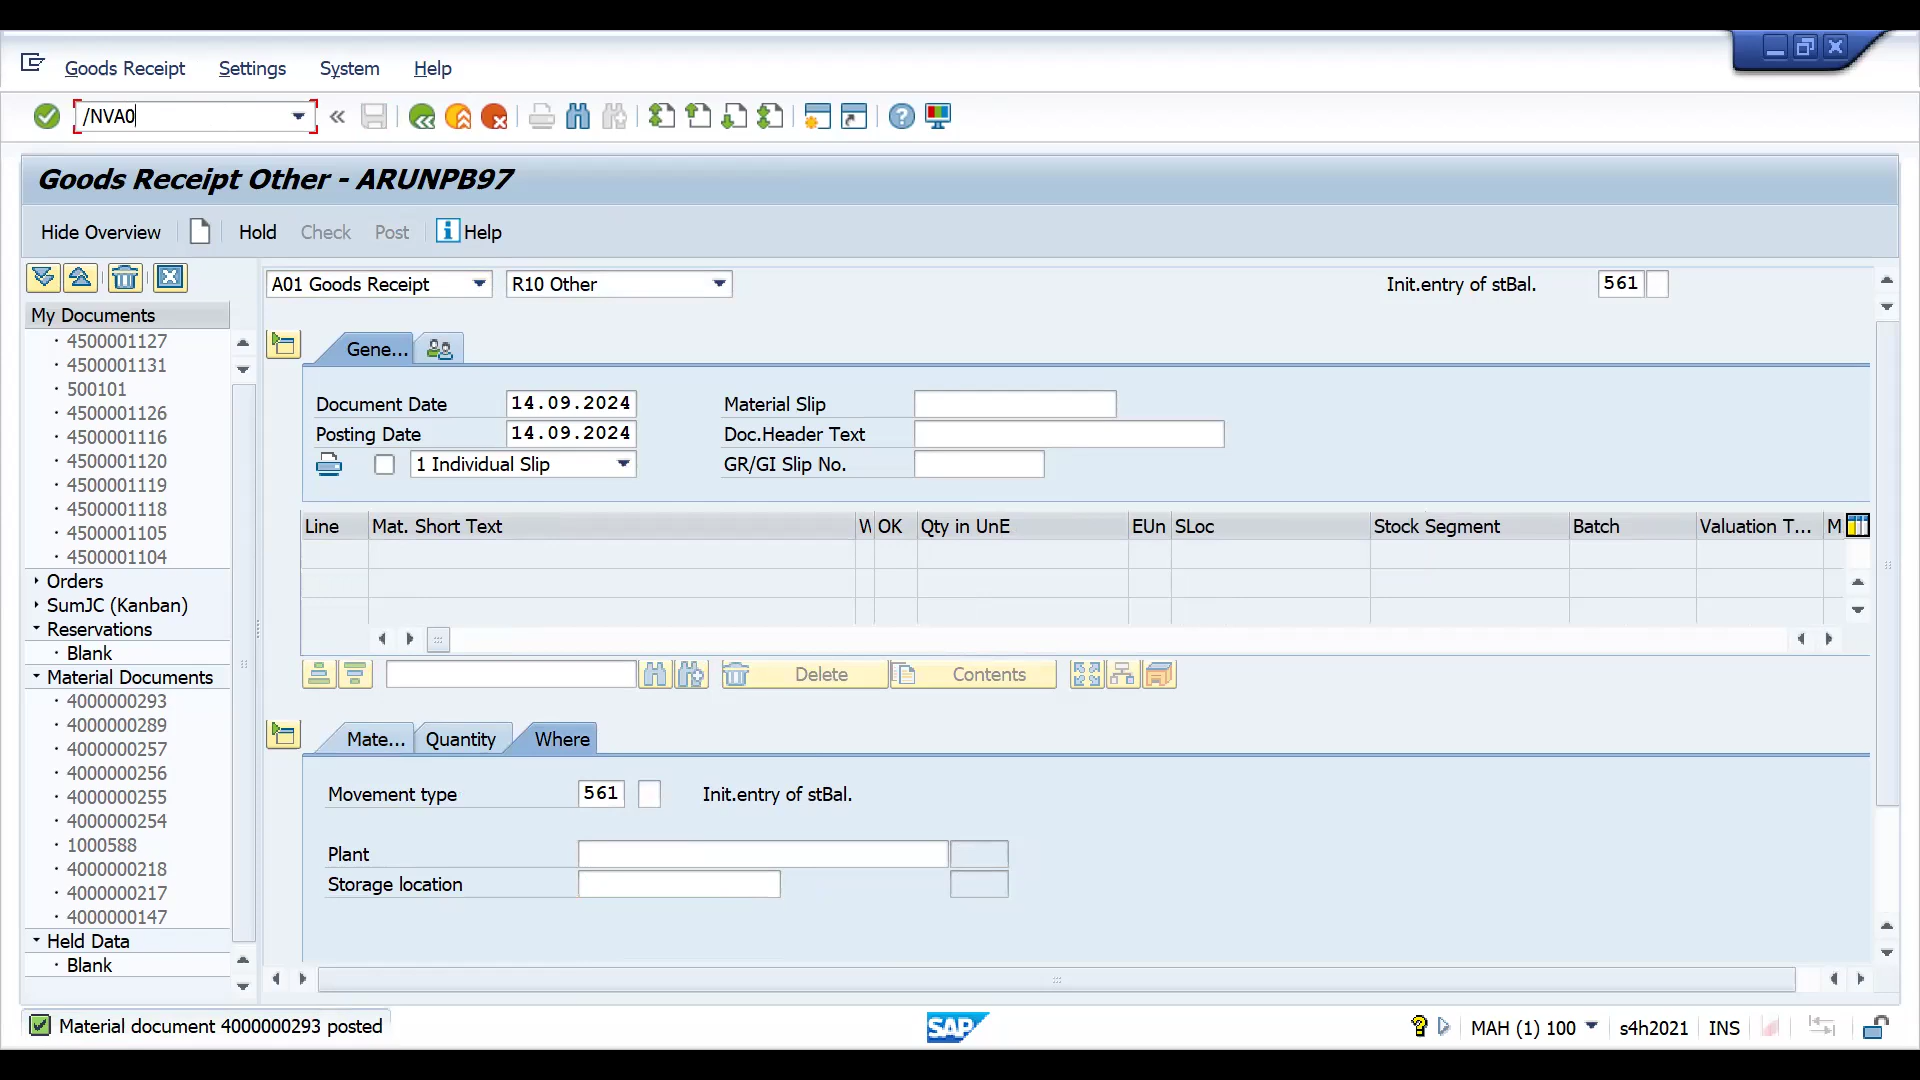 Goods Receipt Settings System Help
/NVA0
Goods Receipt Other - ARUNPB97
Hide Overview Hold Check Post Help
A01 Goods Receipt R10 Other Init.entry of stBal. 561
My Documents
4500001127
4500001131
500101
4500001126
4500001116
4500001120
4500001119
4500001118
4500001105
4500001104
Orders
SumJC (Kanban)
Reservations
Blank
Material Documents
4000000293
4000000289
4000000257
4000000256
4000000255
4000000254
1000588
4000000218
4000000217
4000000147
Held Data
Blank
Gene...
Document Date 14.09.2024 Material Slip
Posting Date 14.09.2024 Doc.Header Text
1 Individual Slip GR/GI Slip No.
Line Mat. Short Text W OK Qty in UnE EUn SLoc Stock Segment Batch Valuation T... M
Delete Contents
Mate... Quantity Where
Movement type 561 Init.entry of stBal.
Plant
Storage location
Material document 4000000293 posted SAP MAH (1) 100 s4h2021 INS